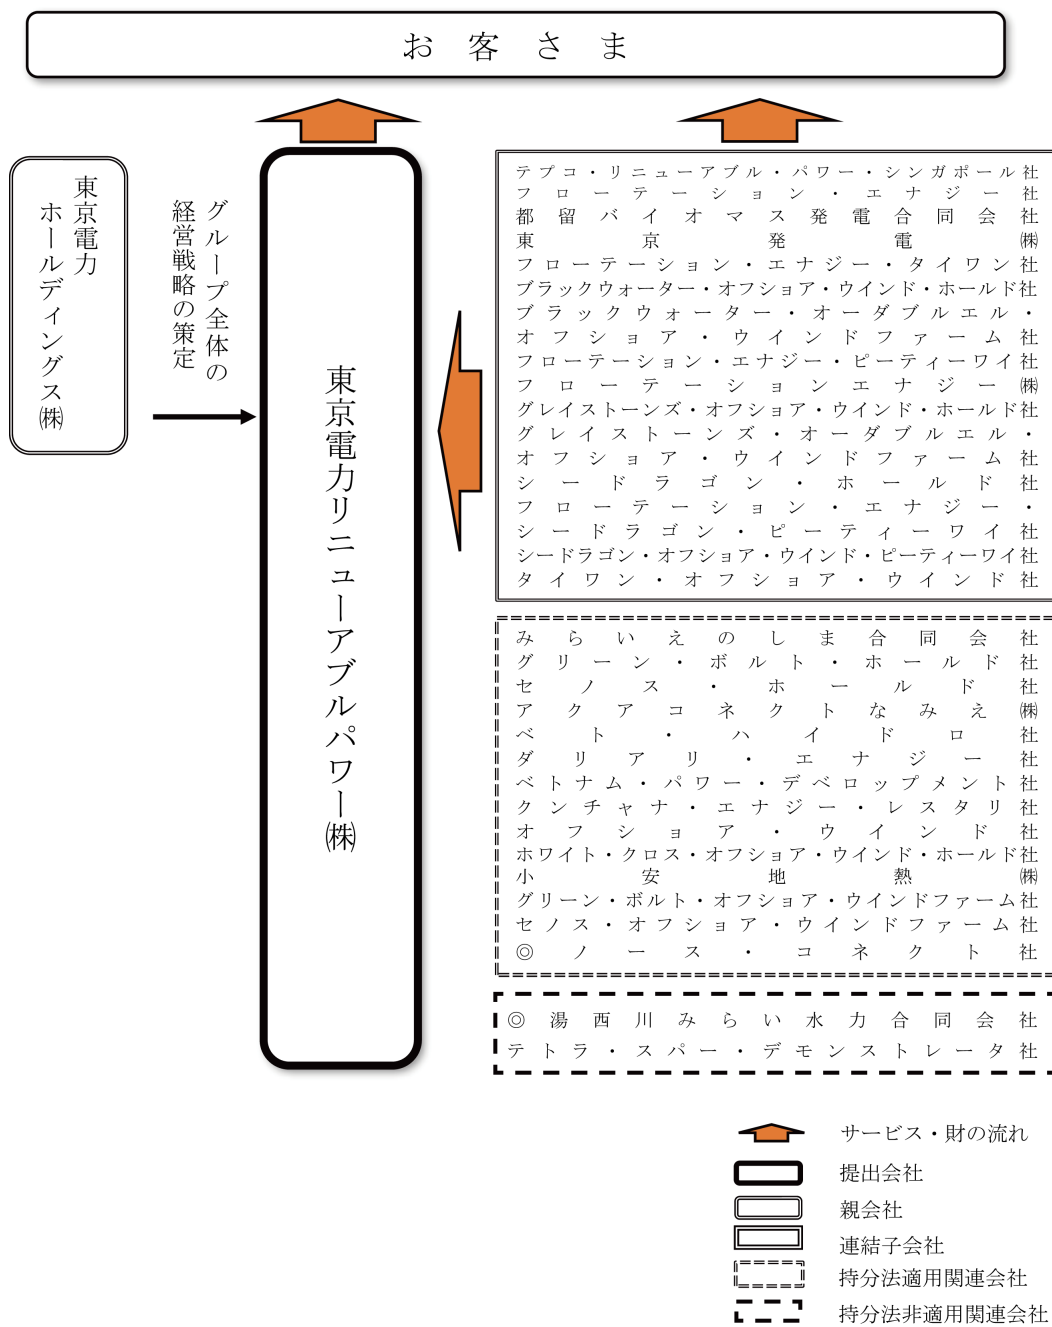 お客さま
東京電力
ホールディングス㈱
グループ全体の
経営戦略の策定
東京電力リニューアブルパワー㈱
テプコ・リニューアブル・パワー・シンガポール社
フローテーション・エナジー社
都留バイオマス発電合同会社
東京発電㈱
フローテーション・エナジー・タイワン社
ブラックウォーター・オフショア・ウインド・ホールド社
ブラックウォーター・オーダブルエル・
オフショア・ウインドファーム社
フローテーション・エナジー・ピーティーワイ社
フローテーションエナジー㈱
グレイストーンズ・オフショア・ウインド・ホールド社
グレイストーンズ・オーダブルエル・
オフショア・ウインドファーム社
シードラゴン・ホールド社
フローテーション・エナジー・
シードラゴン・ピーティーワイ社
シードラゴン・オフショア・ウインド・ピーティーワイ社
タイワン・オフショア・ウインド社
みらいえのしま合同会社
グリーン・ボルト・ホールド社
セノス・ホールド社
アクアコネクトなみえ㈱
ベト・ハイドロ社
ダリアリ・エナジー社
ベトナム・パワー・デベロップメント社
クンチャナ・エナジー・レスタリ社
オフショア・ウインド社
ホワイト・クロス・オフショア・ウインド・ホールド社
小安地熱㈱
グリーン・ボルト・オフショア・ウインドファーム社
セノス・オフショア・ウインドファーム社
◎ノース・コネクト社
◎湯西川みらい水力合同会社
テトラ・スパー・デモンストレータ社
サービス・財の流れ
提出会社
親会社
連結子会社
持分法適用関連会社
持分法非適用関連会社